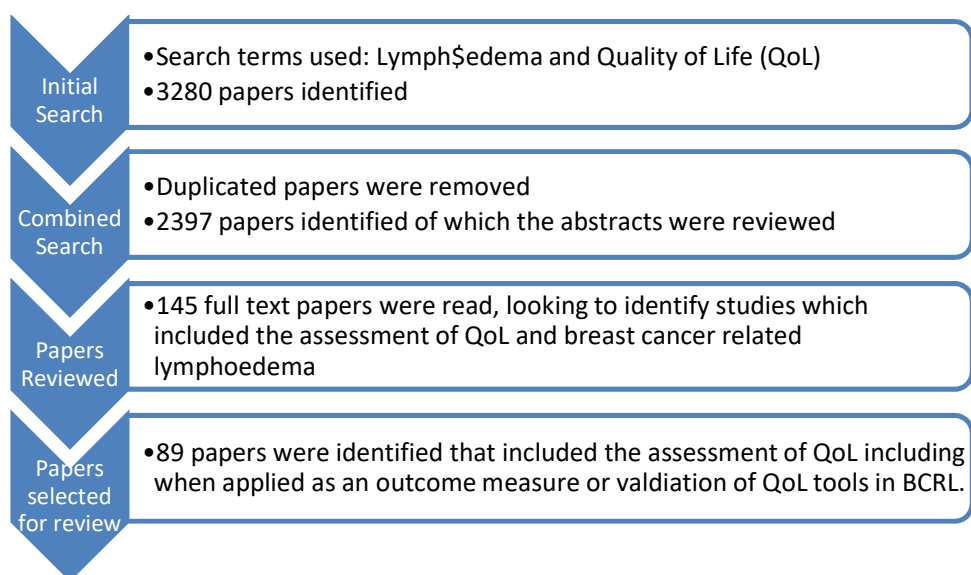 Initial
Search
•Search terms used: Lymph$edema and Quality of Life (QoL)
•3280 papers identified
Combined
Search
•Duplicated papers were removed
•2397 papers identified of which the abstracts were reviewed
Papers
Reviewed
•145 full text papers were read, looking to identify studies which
included the assessment of QoL and breast cancer related
lymphoedema
Papers
selected
for review
•89 papers were identified that included the assessment of QoL including
when applied as an outcome measure or valdiation of QoL tools in BCRL.